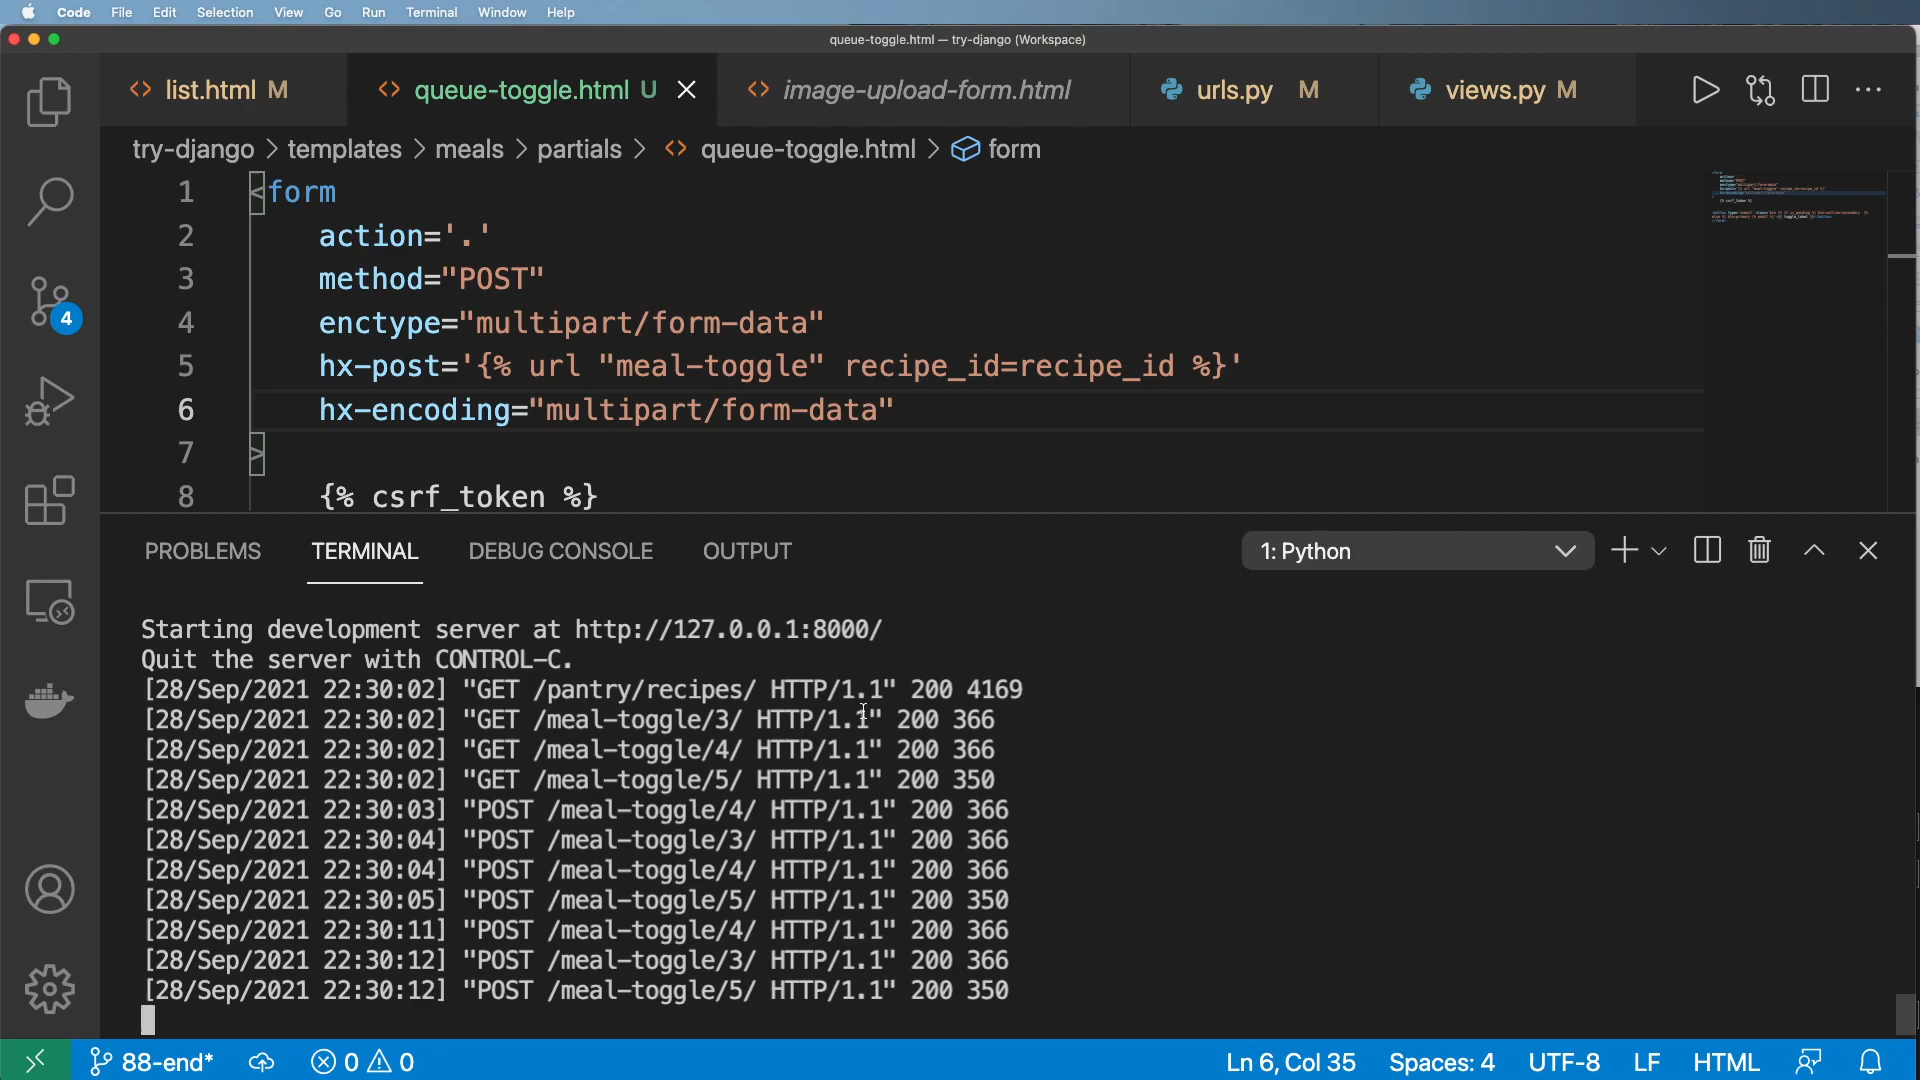 Code File Edit Selection View Go Run Terminal Window Help
queue-toggle.html — try-django (Workspace)
<> list.html M <> queue-toggle.html U <> image-upload-form.html urls.py M views.py M
try-django > templates > meals > partials > <> queue-toggle.html > form
1 <form
2 action='.'
3 method="POST"
4 enctype="multipart/form-data"
5 hx-post='{% url "meal-toggle" recipe_id=recipe_id %}'
6 hx-encoding="multipart/form-data"
7 >
8 {% csrf_token %}
4
PROBLEMS TERMINAL DEBUG CONSOLE OUTPUT 1: Python
Starting development server at http://127.0.0.1:8000/
Quit the server with CONTROL-C.
[28/Sep/2021 22:30:02] "GET /pantry/recipes/ HTTP/1.1" 200 4169
[28/Sep/2021 22:30:02] "GET /meal-toggle/3/ HTTP/1.1" 200 366
[28/Sep/2021 22:30:02] "GET /meal-toggle/4/ HTTP/1.1" 200 366
[28/Sep/2021 22:30:02] "GET /meal-toggle/5/ HTTP/1.1" 200 350
[28/Sep/2021 22:30:03] "POST /meal-toggle/4/ HTTP/1.1" 200 366
[28/Sep/2021 22:30:04] "POST /meal-toggle/3/ HTTP/1.1" 200 366
[28/Sep/2021 22:30:04] "POST /meal-toggle/4/ HTTP/1.1" 200 366
[28/Sep/2021 22:30:05] "POST /meal-toggle/5/ HTTP/1.1" 200 350
[28/Sep/2021 22:30:11] "POST /meal-toggle/4/ HTTP/1.1" 200 366
[28/Sep/2021 22:30:12] "POST /meal-toggle/3/ HTTP/1.1" 200 366
[28/Sep/2021 22:30:12] "POST /meal-toggle/5/ HTTP/1.1" 200 350
88-end* 0 0 Ln 6, Col 35 Spaces: 4 UTF-8 LF HTML